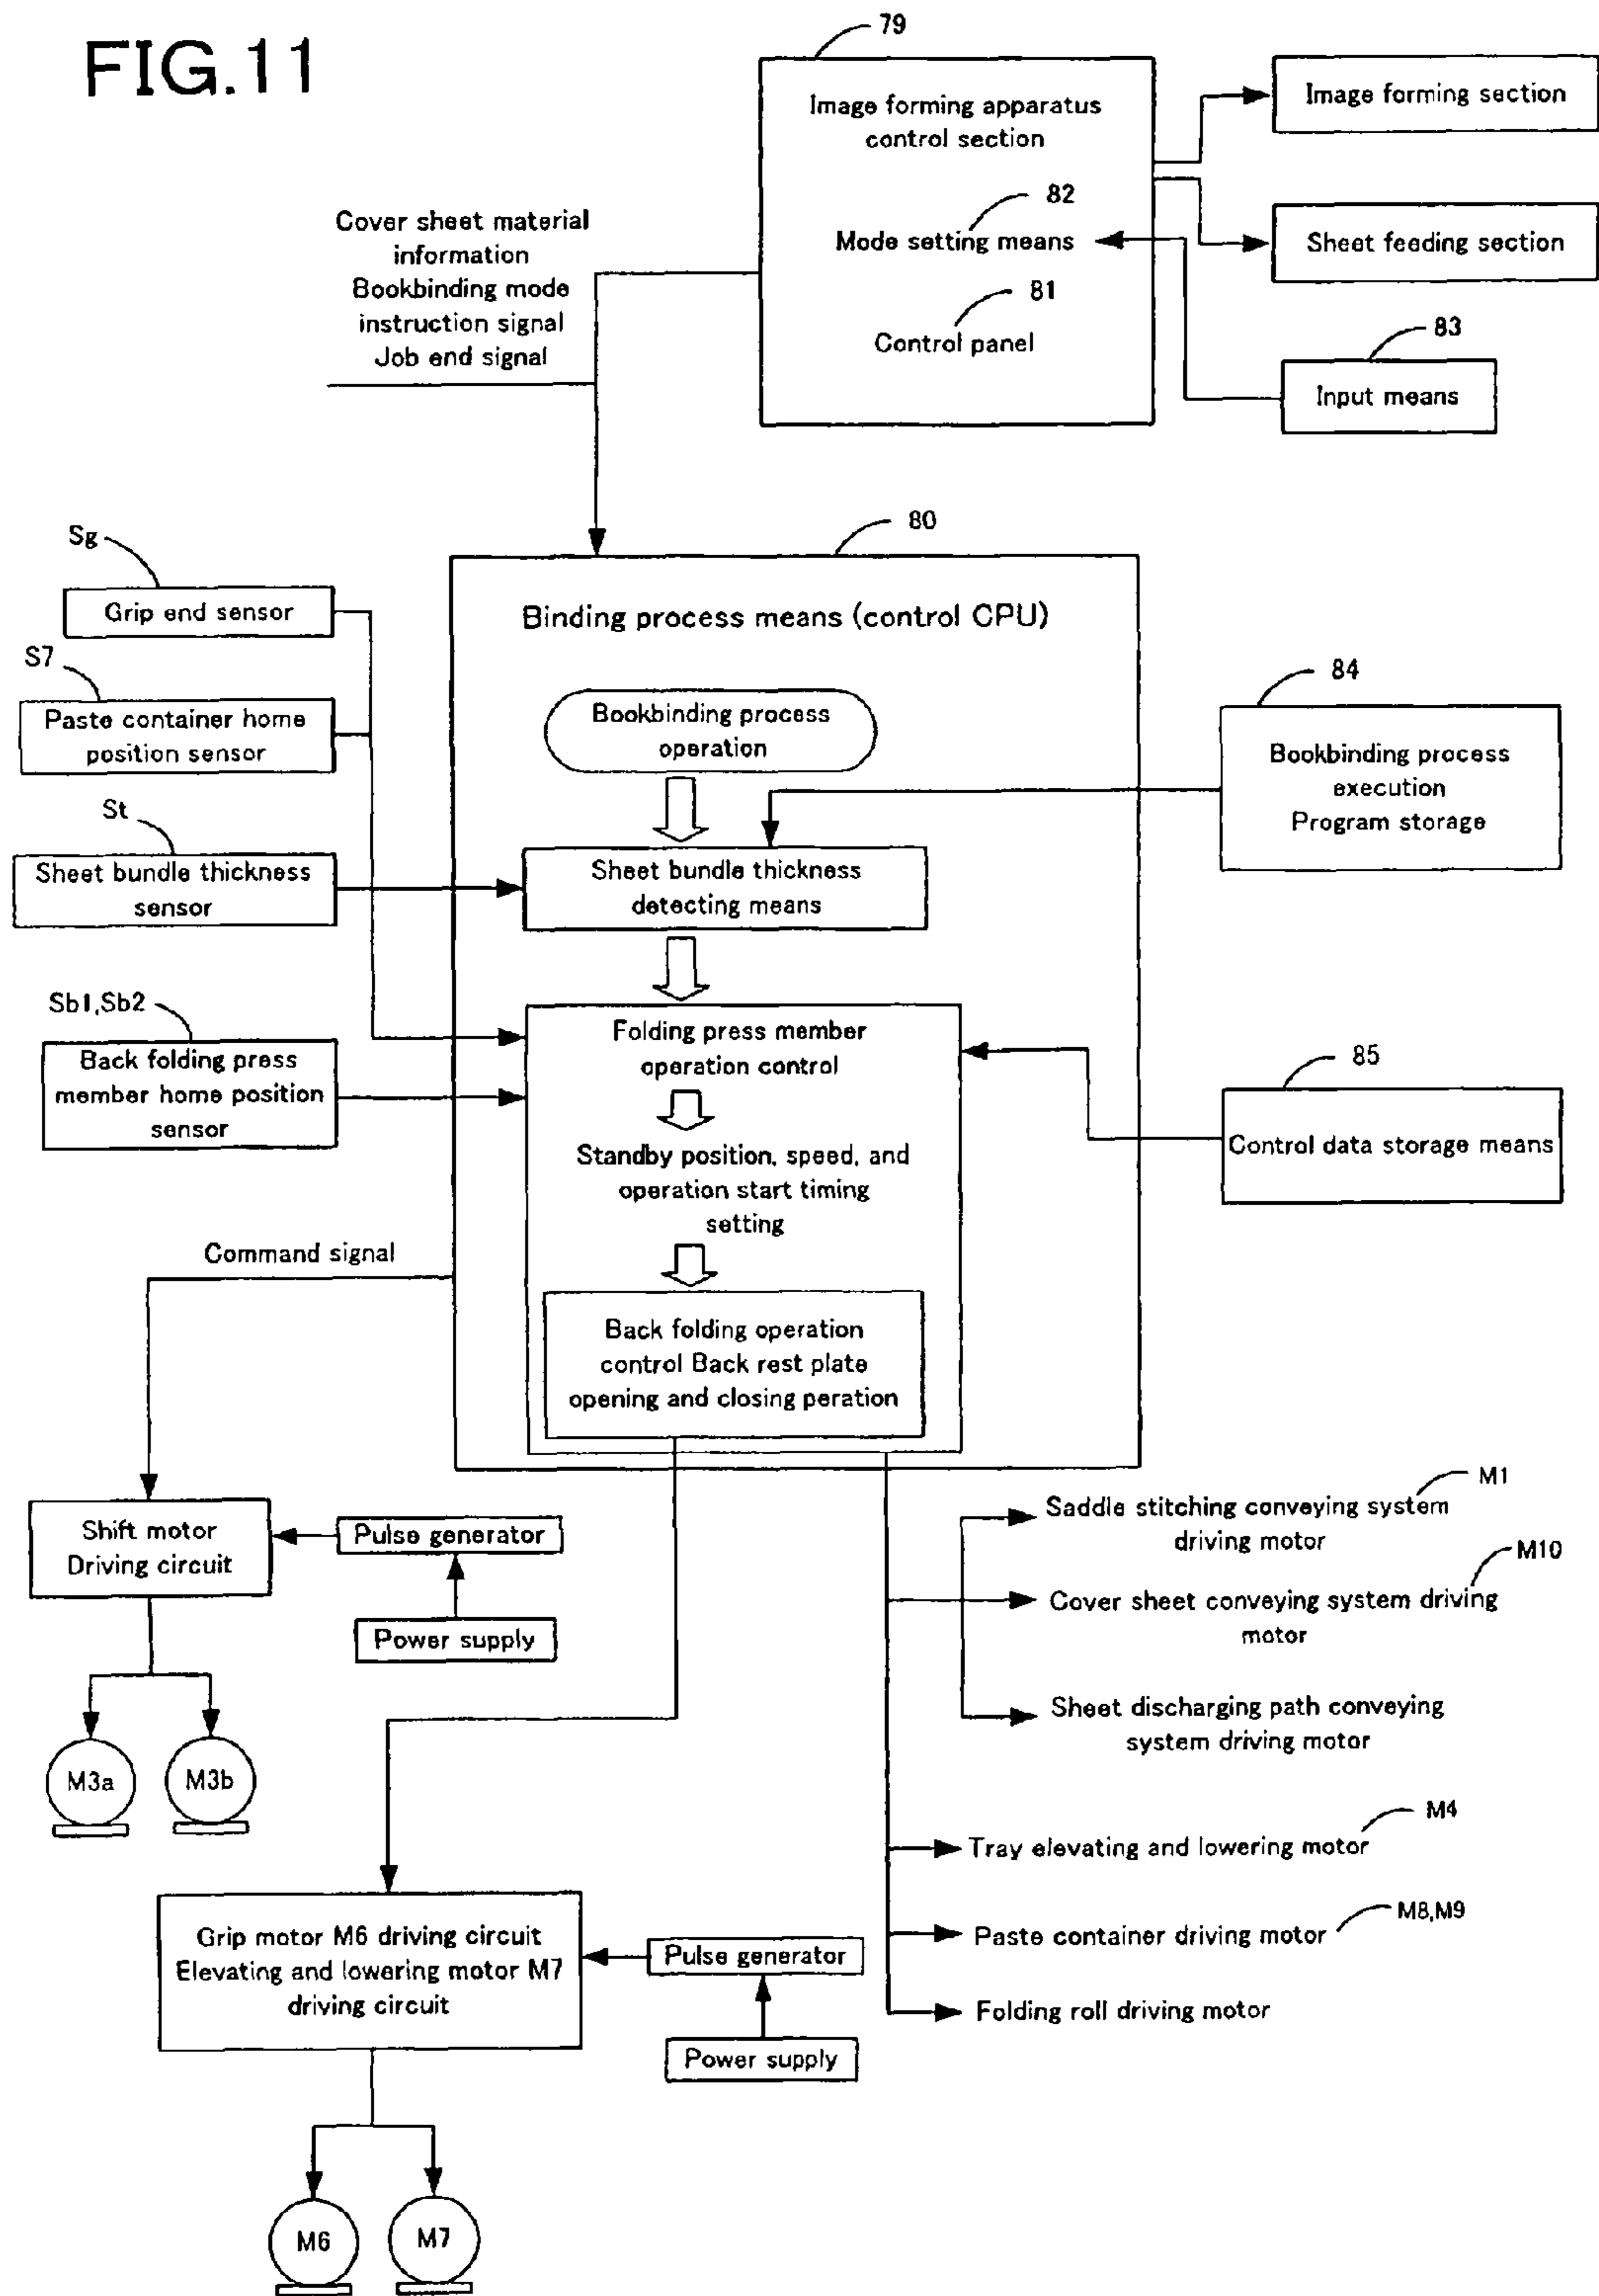 FIG.11
79
Image forming apparatus
control section
82
Mode setting means
81
Control panel
Image forming section
Sheet feeding section
83
Input means
Cover sheet material
information
Bookbinding mode
instruction signal
Job end signal
80
Binding process means (control CPU)
Sg
Grip end sensor
S7
Paste container home
position sensor
St
Sheet bundle thickness
sensor
Sb1,Sb2
Back folding press
member home position
sensor
Bookbinding process
operation
Sheet bundle thickness
detecting means
Folding press member
operation control
Standby position, speed, and
operation start timing
setting
Back folding operation
control Back rest plate
opening and closing peration
84
Bookbinding process
execution
Program storage
85
Control data storage means
Command signal
Shift motor
Driving circuit
Pulse generator
Power supply
M3a
M3b
M1
Saddle stitching conveying system
driving motor
M10
Cover sheet conveying system driving
motor
Sheet discharging path conveying
system driving motor
M4
Tray elevating and lowering motor
M8,M9
Paste container driving motor
Folding roll driving motor
Grip motor M6 driving circuit
Elevating and lowering motor M7
driving circuit
Pulse generator
Power supply
M6
M7